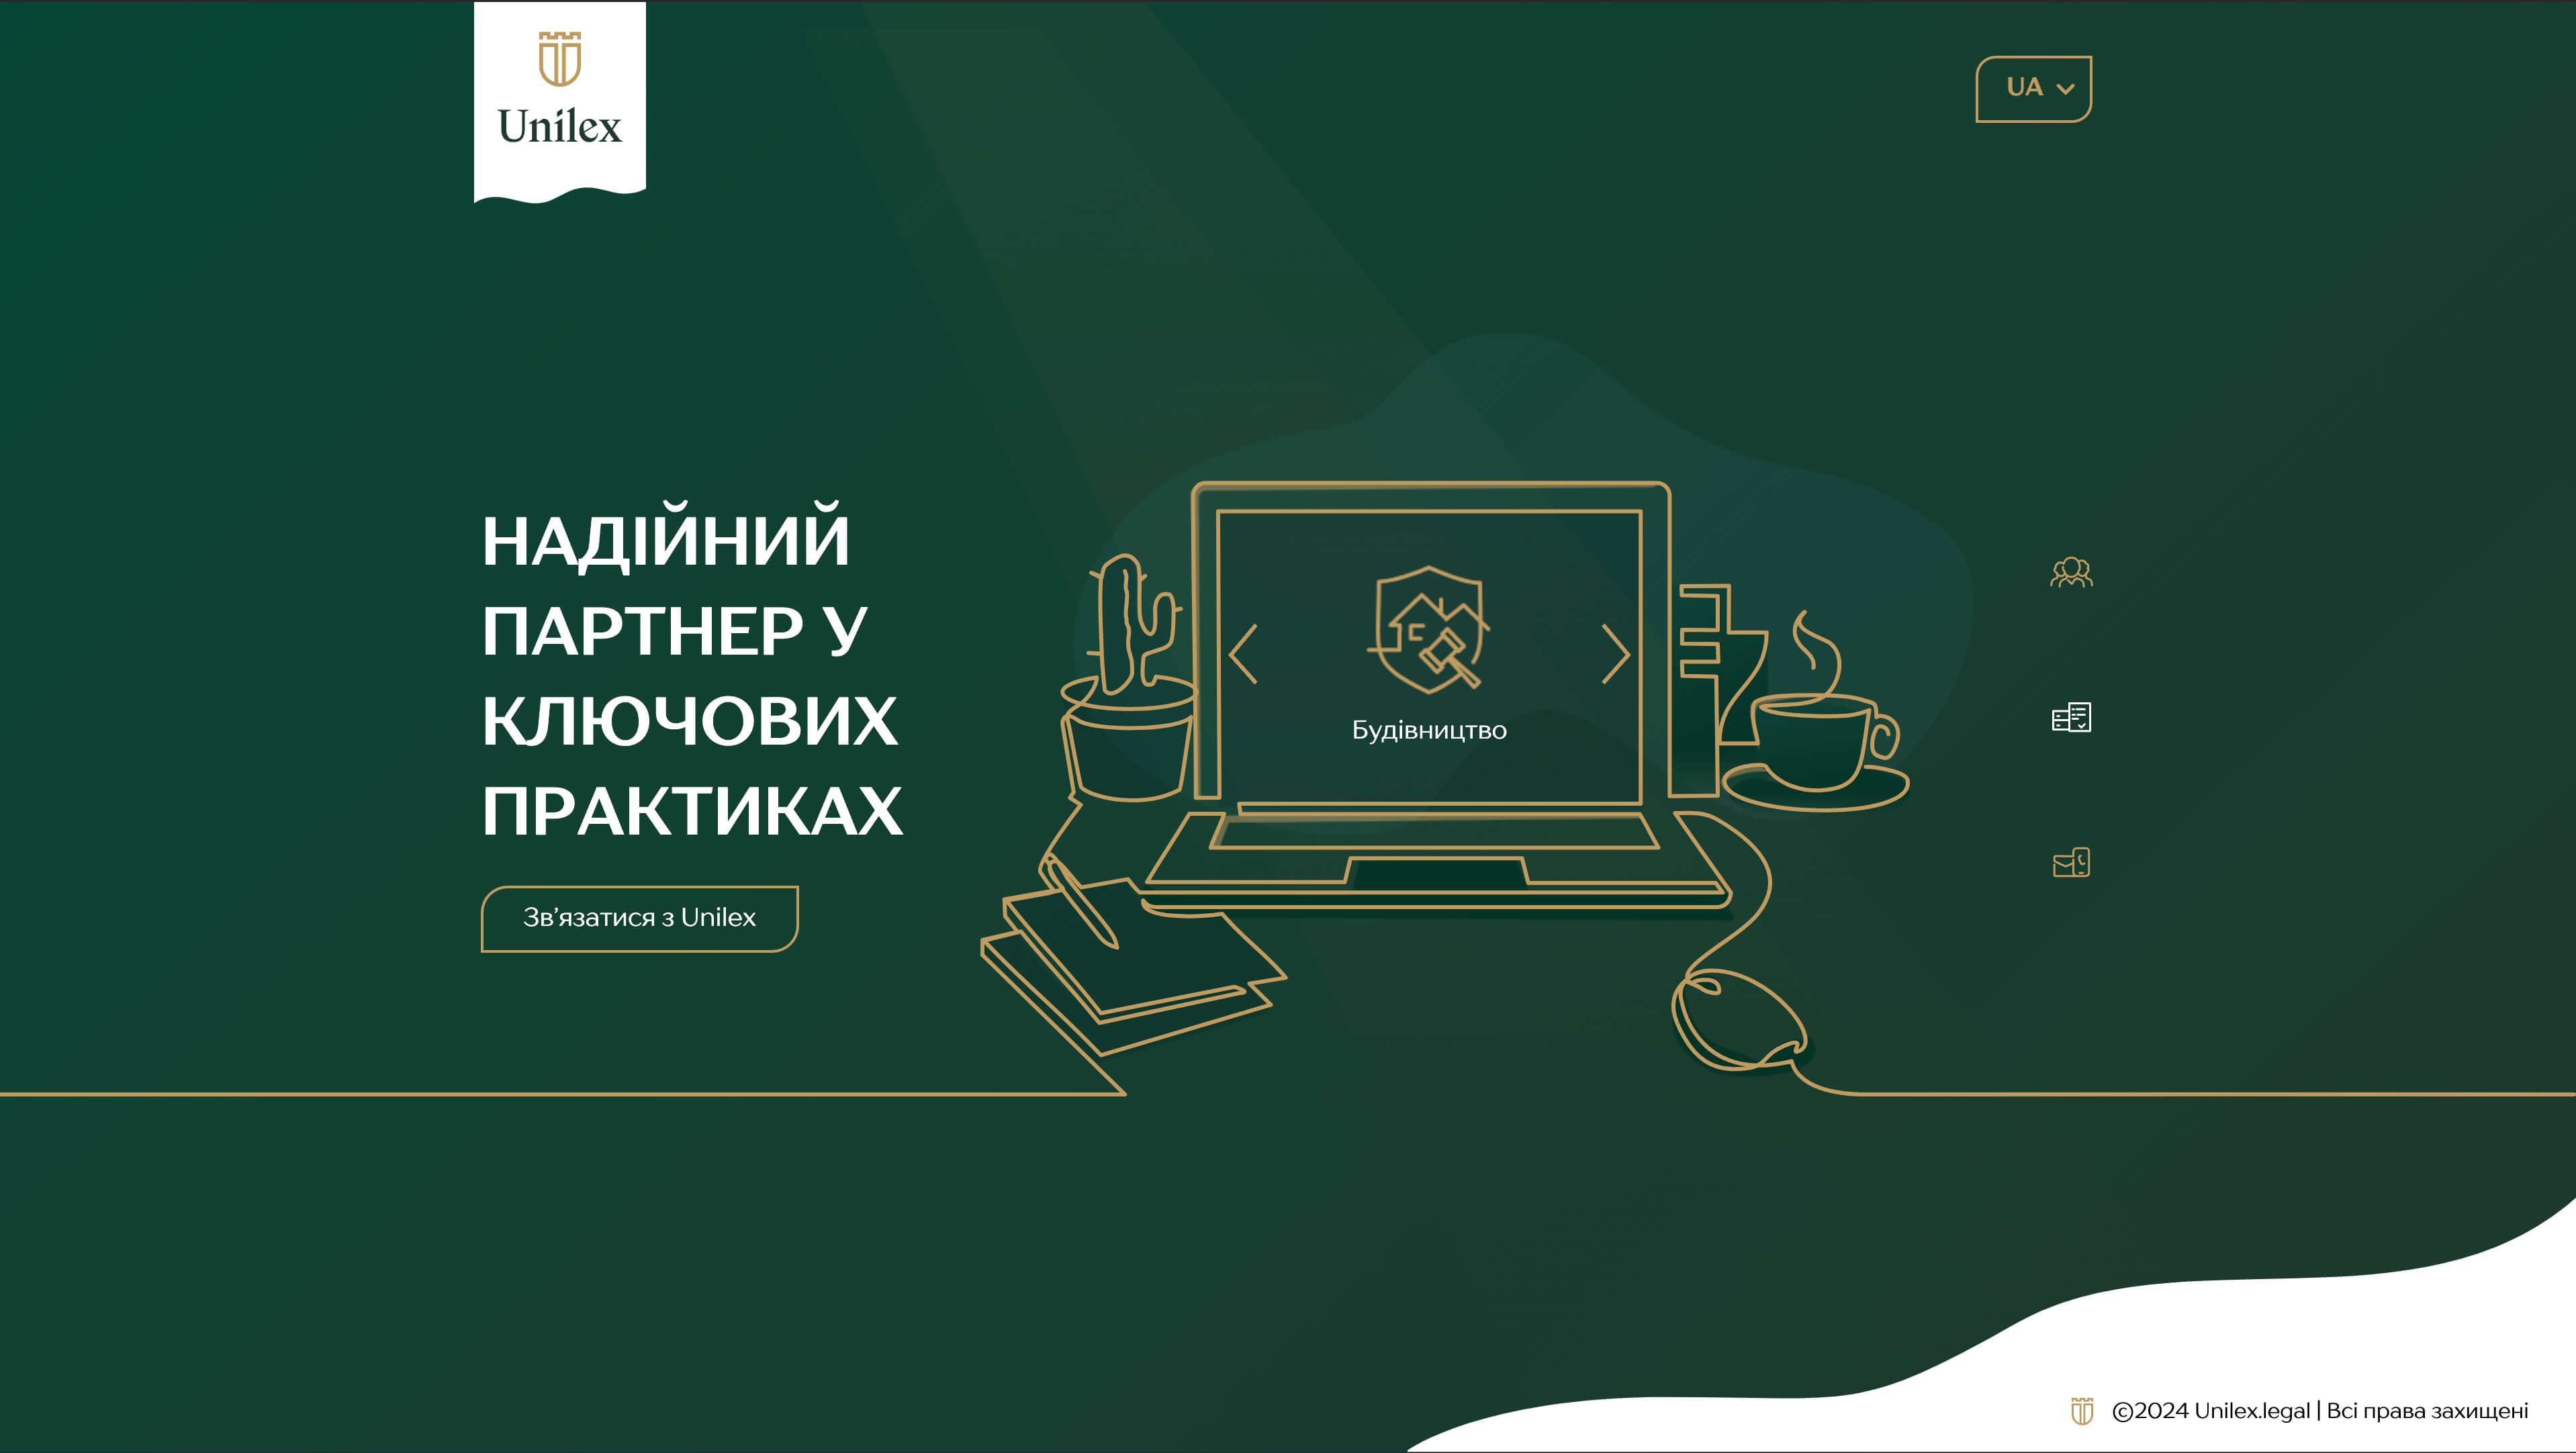 Unilex
UA
НАДІЙНИЙ
ПАРТНЕР У
КЛЮЧОВИХ
ПРАКТИКАХ
Зв’язатися з Unilex
Будівництво
©2024 Unilex.legal | Всі права захищені